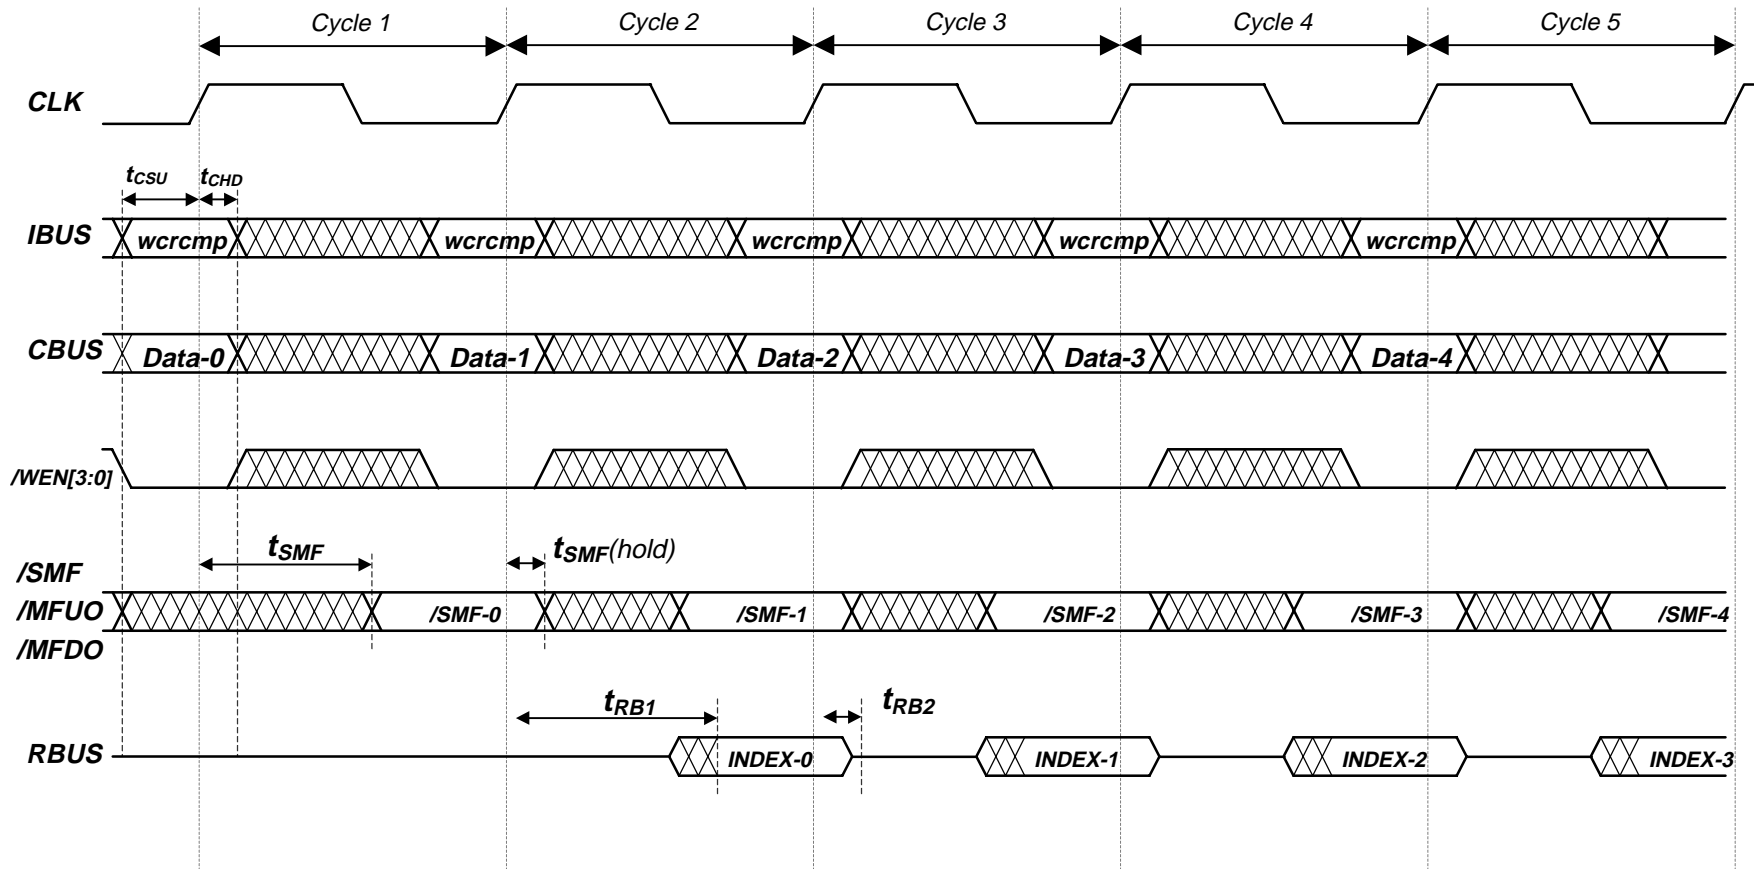 Cycle 1 Cycle 2 Cycle 3 Cycle 4 Cycle 5
CLK
tCSU tCHD
IBUS wcrcmp wcrcmp wcrcmp wcrcmp wcrcmp
CBUS Data-0 Data-1 Data-2 Data-3 Data-4
/WEN[3:0]
tSMF tSMF(hold)
/SMF
/MFUO /SMF-0 /SMF-1 /SMF-2 /SMF-3 /SMF-4
/MFDO
tRB1 tRB2
RBUS INDEX-0 INDEX-1 INDEX-2 INDEX-3